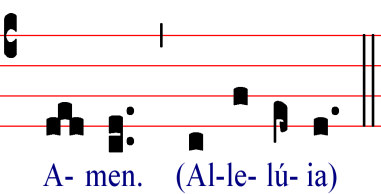 A- men. (Al-le- lú- ia)